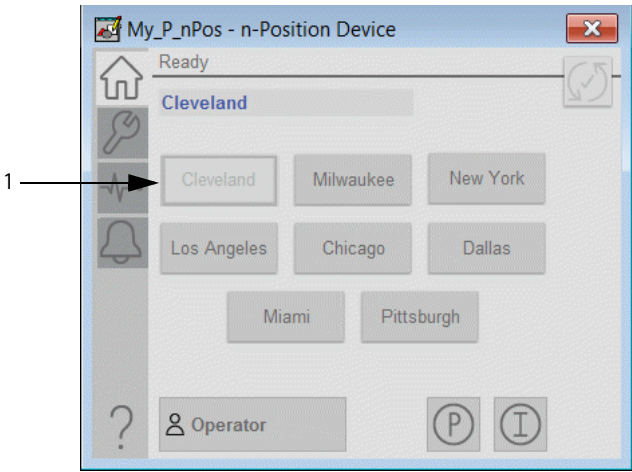 My_P_nPos - n-Position Device
Ready
Cleveland
1
Cleveland Milwaukee New York
Los Angeles Chicago Dallas
Miami Pittsburgh
? Operator P I